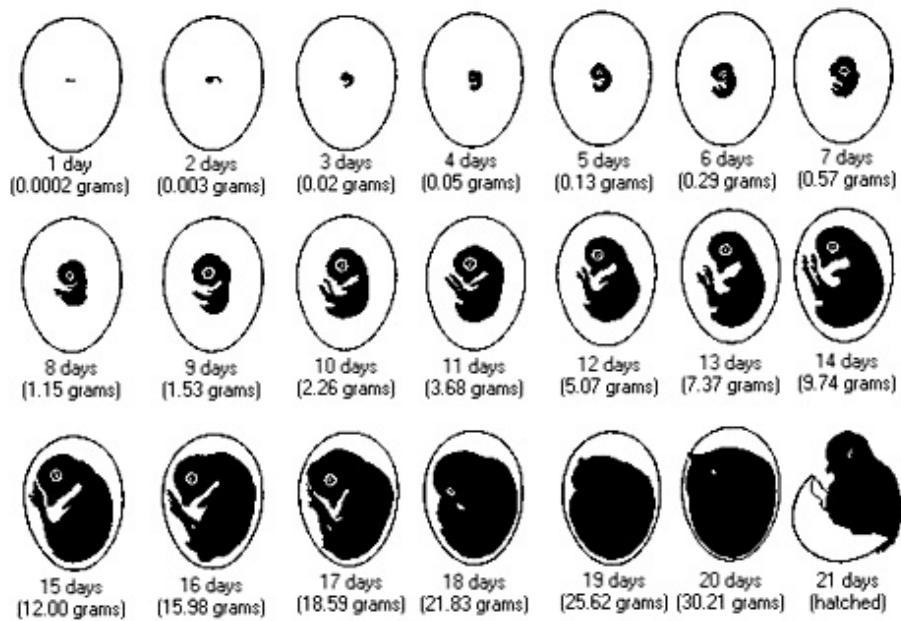 1 day
(0.0002 grams)
2 days
(0.003 grams)
3 days
(0.02 grams)
4 days
(0.05 grams)
5 days
(0.13 grams)
6 days
(0.29 grams)
7 days
(0.57 grams)
8 days
(1.15 grams)
9 days
(1.53 grams)
10 days
(2.26 grams)
11 days
(3.68 grams)
12 days
(5.07 grams)
13 days
(7.37 grams)
14 days
(9.74 grams)
15 days
(12.00 grams)
16 days
(15.98 grams)
17 days
(18.59 grams)
18 days
(21.83 grams)
19 days
(25.62 grams)
20 days
(30.21 grams)
21 days
(hatched)